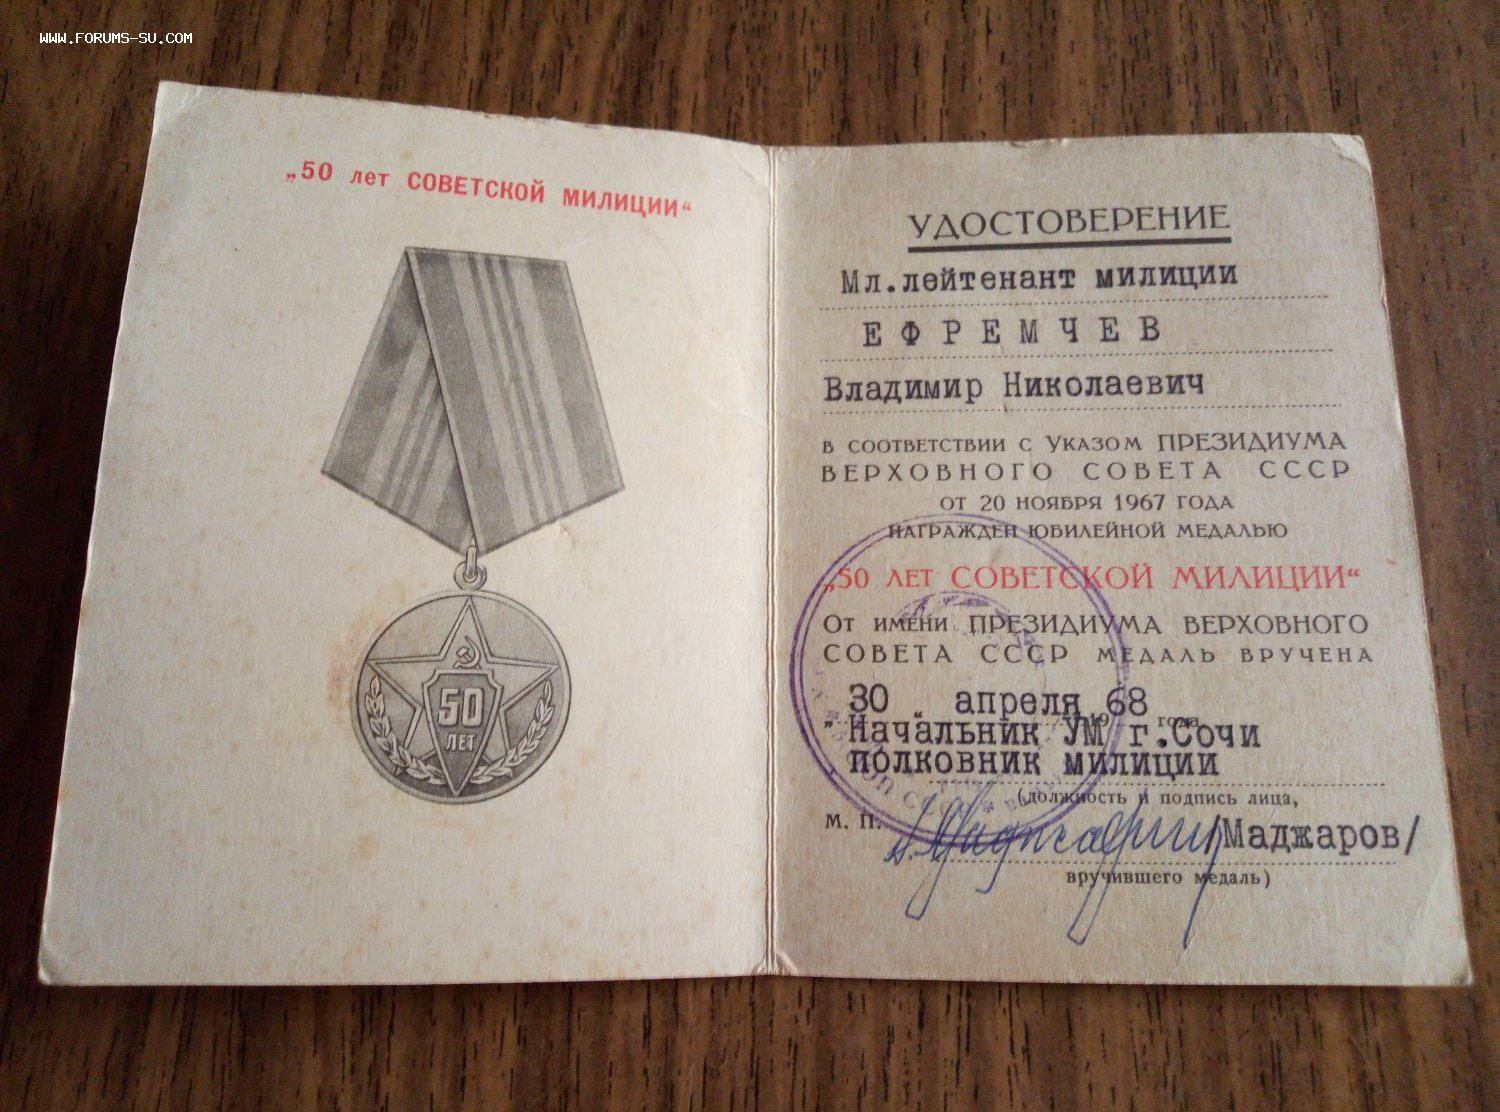 WWW.FORUMS-SU.COM
„50 лет СОВЕТСКОЙ МИЛИЦИИ“
50
ЛЕТ
УДОСТОВЕРЕНИЕ
Мл.лейтенант милиции
ЕФРЕМЧЕВ
Владимир Николаевич
В СООТВЕТСТВИИ С УКАЗОМ ПРЕЗИДИУМА
ВЕРХОВНОГО СОВЕТА СССР
ОТ 20 НОЯБРЯ 1967 ГОДА
НАГРАЖДЕН ЮБИЛЕЙНОЙ МЕДАЛЬЮ
„50 ЛЕТ СОВЕТСКОЙ МИЛИЦИИ“
ОТ ИМЕНИ ПРЕЗИДИУМА ВЕРХОВНОГО
СОВЕТА СССР МЕДАЛЬ ВРУЧЕНА
„30“ апреля 1968 года
Начальник УМ г.Сочи
полковник милиции
(должность и подпись лица,
М. П. /Маджаров/
вручившего медаль)